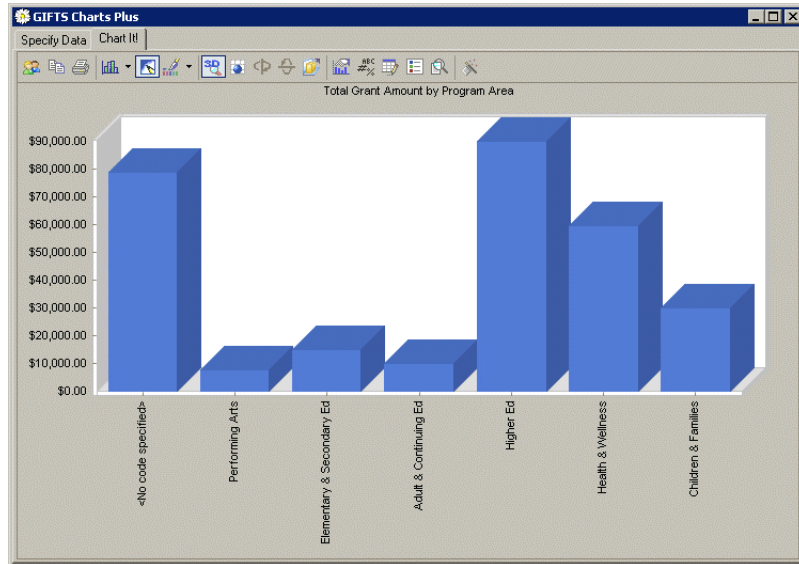 GIFTS Charts Plus
Specify Data
Chart It!
3D
ABC
#%
Total Grant Amount by Program Area
$90,000.00
$80,000.00
$70,000.00
$60,000.00
$50,000.00
$40,000.00
$30,000.00
$20,000.00
$10,000.00
$0.00
<No code specified>
Performing Arts
Elementary & Secondary Ed
Adult & Continuing Ed
Higher Ed
Health & Wellness
Children & Families